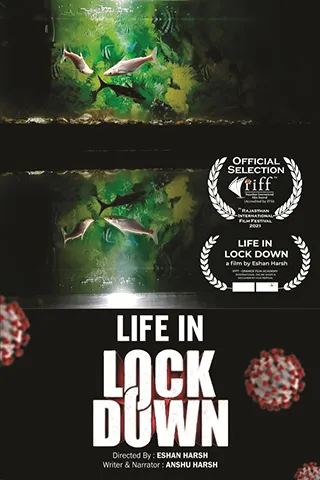 OFFICIAL
SELECTION
riff
RAJASTHAN
-INTERNATIONAL-
FILM FESTIVAL
2021
LIFE IN
LOCK DOWN
a film by Eshan Harsh
LIFE IN
LOCK
DOWN
Directed By : ESHAN HARSH
Writer & Narrator : ANSHU HARSH